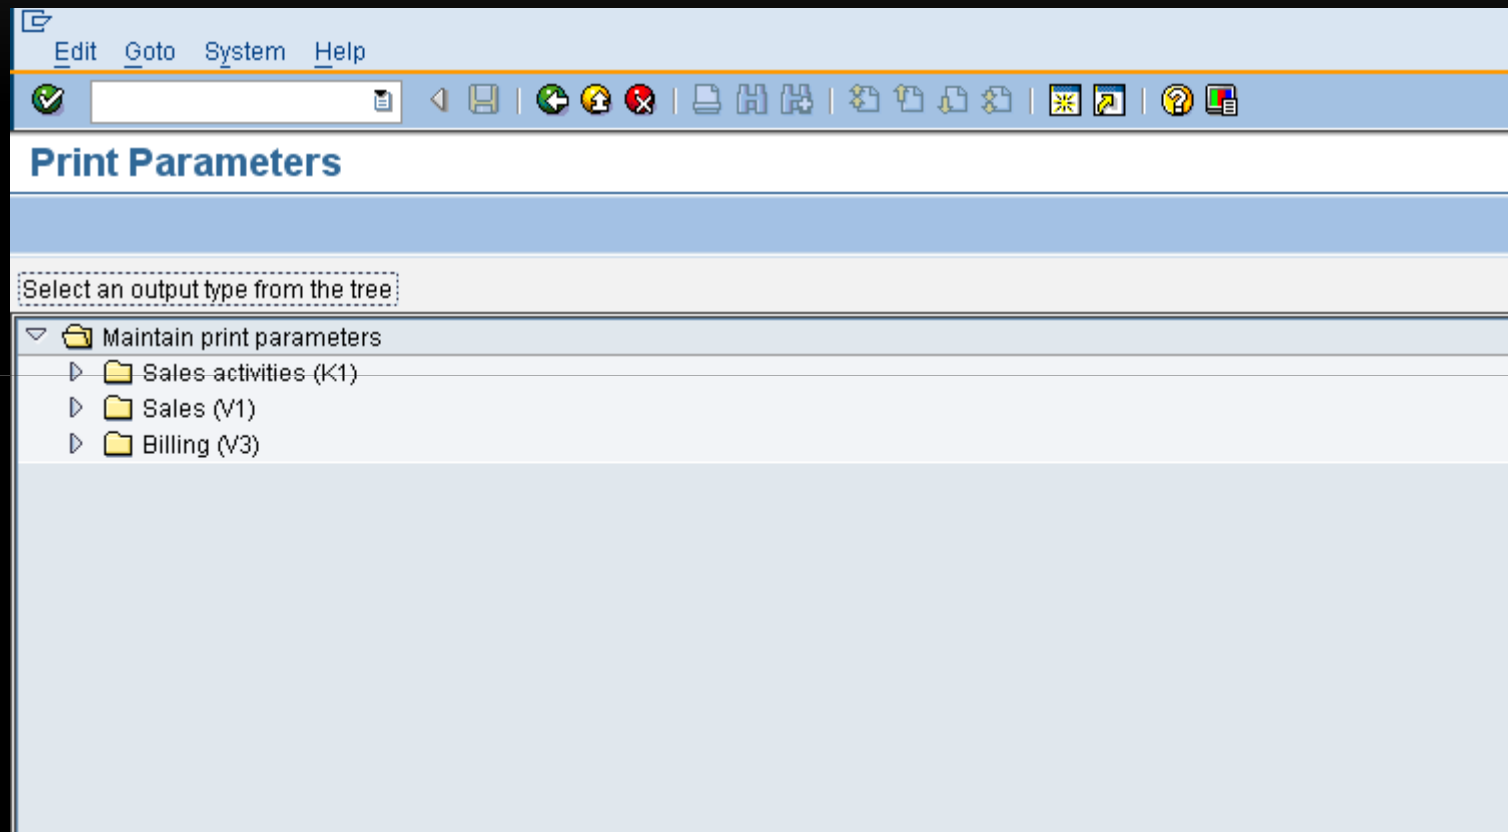 Edit Goto System Help
Print Parameters
Select an output type from the tree
Maintain print parameters
Sales activities (K1)
Sales (V1)
Billing (V3)